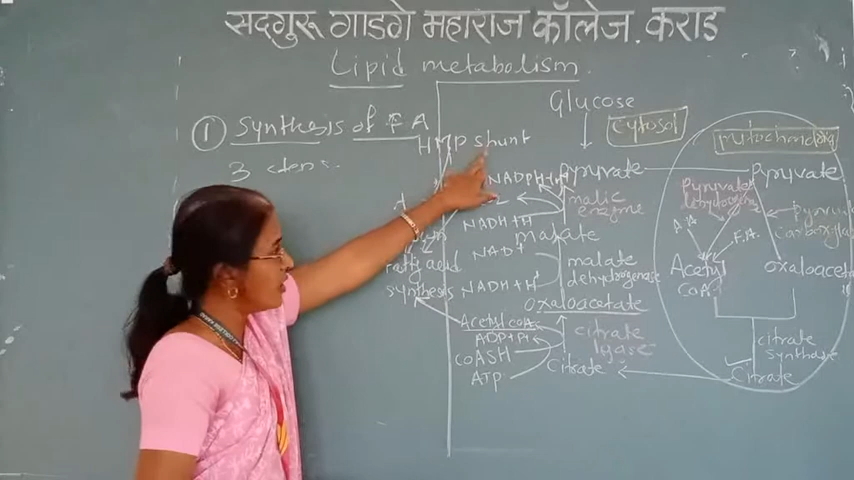 सद्‌गुरू गाडगे महाराज कॉलेज, कराड
Lipid metabolism.
① Synthesis of FA
3 steps
HMP shunt
Glucose
cytosol
mitochondria
NADPH+H+
pyruvate
pyruvate
malic
enzyme
NADH+H
malate
NAD+
malate
dehydrogenase
NADH+H+
Fatty acid
synthesis
oxaloacetate
Acetyl coA
ADP+Pi
citrate
lyase
CoASH
ATP
citrate
pyruvate
dehydrogenase
pyruvate
carboxylase
A.A
F.A.
Acetyl
CoA
oxaloacetate
citrate
synthase
citrate